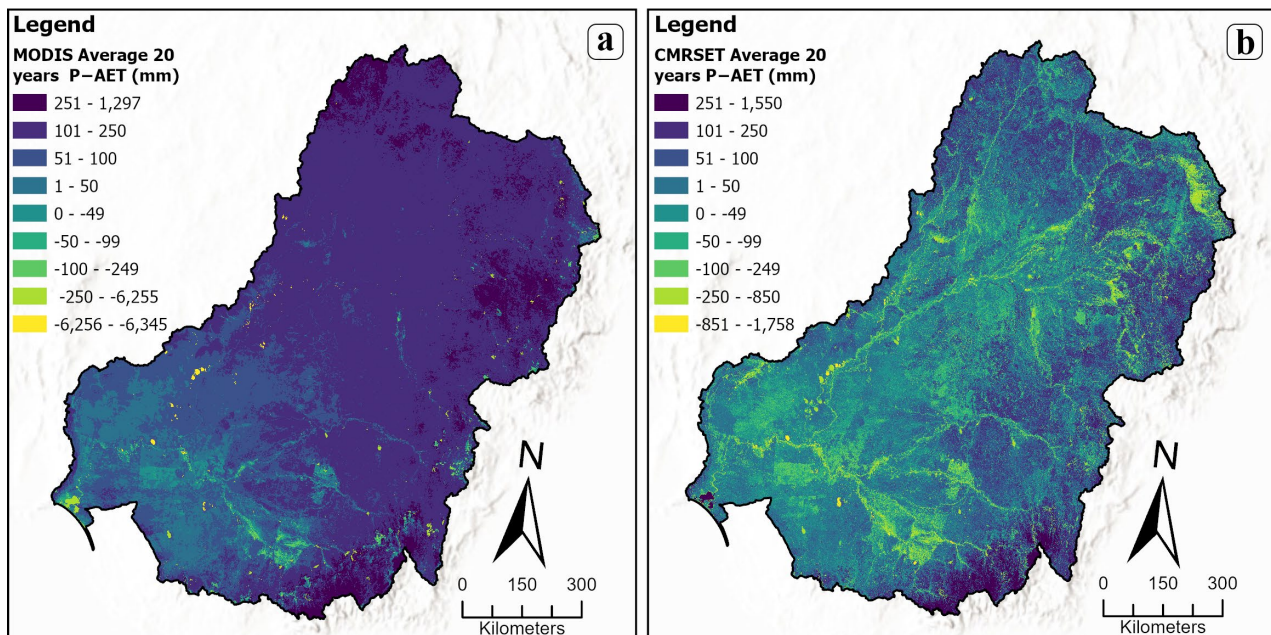 Legend
a
MODIS Average 20
years P−AET (mm)
251 - 1,297
101 - 250
51 - 100
1 - 50
0 - -49
-50 - -99
-100 - -249
-250 - -6,255
-6,256 - -6,345
N
0 150 300
Kilometers
Legend
b
CMRSET Average 20
years P−AET (mm)
251 - 1,550
101 - 250
51 - 100
1 - 50
0 - -49
-50 - -99
-100 - -249
-250 - -850
-851 - -1,758
N
0 150 300
Kilometers